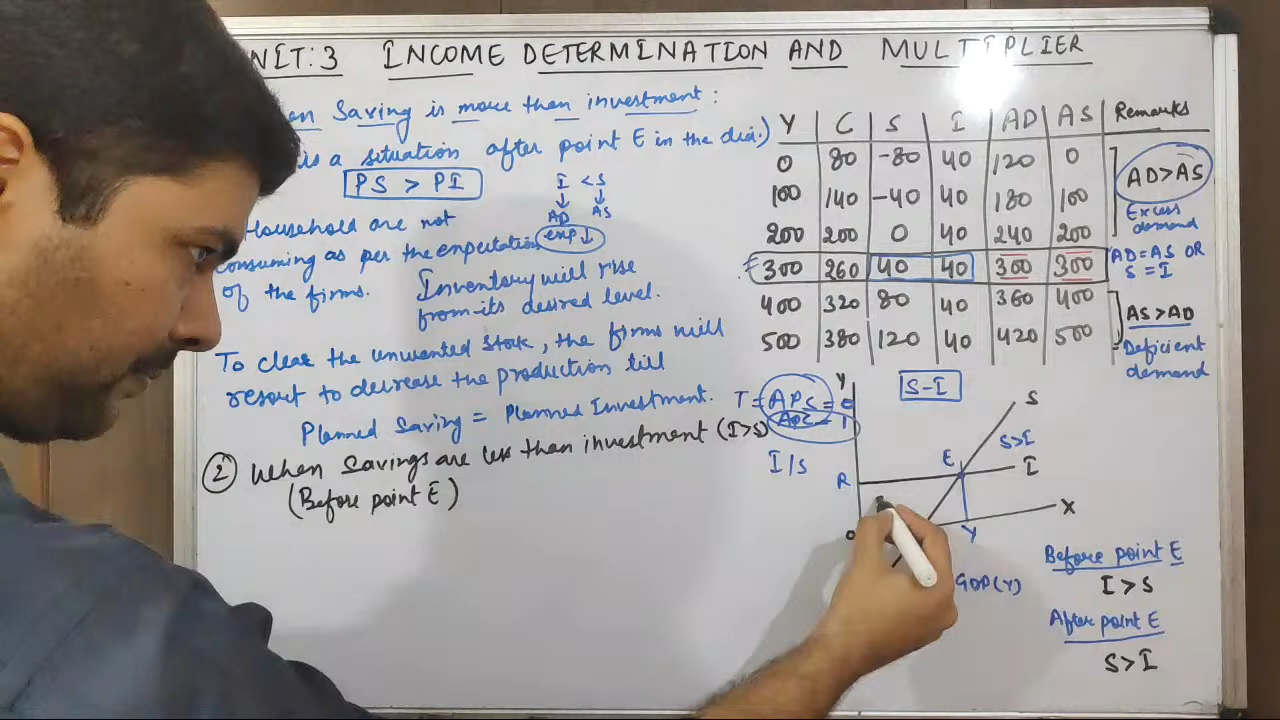 NIT:3 INCOME DETERMINATION AND MULTIPLIER
Saving is more than investment:
is a situation after point E in the dia.)
PS > PI
I < S
AD AS
exp ↓
Household are not
consuming as per the expectation
of the firms.
Inventory will rise
from its desired level.
To clear the unwanted stock, the firms will
resort to decrease the production till
Planned Saving = Planned Investment.
② When Savings are less than investment (I>S)
(Before point E)
Y C S I AD AS Remarks
0 80 -80 40 120 0
100 140 -40 40 180 100
200 200 0 40 240 200
300 260 40 40 300 300
400 320 80 40 360 400
500 380 120 40 420 500
AD>AS
Excess
demand
AD=AS OR
S=I
AS>AD
Deficient
demand
S-I
Y
T = APS = 0
APC = 1
I/S
S
S>I
E
I
R
X
O
Y
GDP(Y)
Before point E
I > S
After point E
S > I